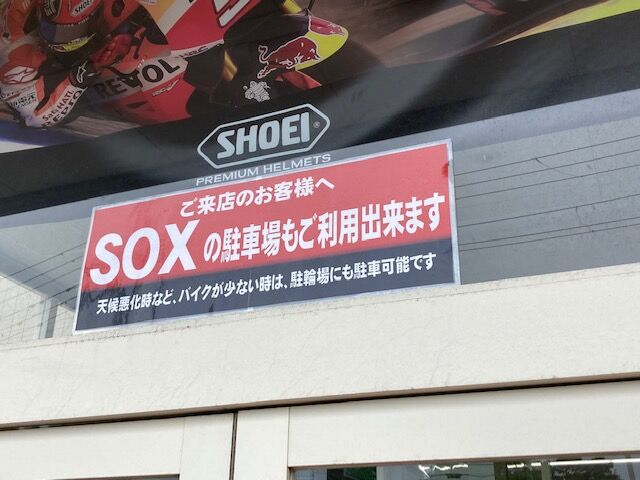 REPSOL
SHOEI
PREMIUM HELMETS
ご来店のお客様へ
SOXの駐車場もご利用出来ます
天候悪化時など、バイクが少ない時は、駐輪場にも駐車可能です